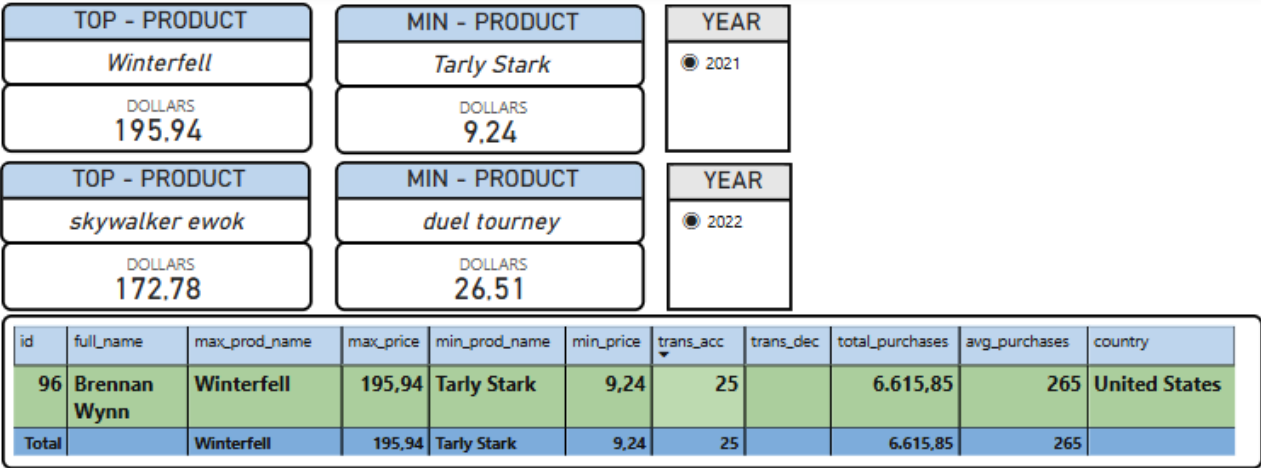 TOP - PRODUCT
Winterfell
DOLLARS
195,94
MIN - PRODUCT
Tarly Stark
DOLLARS
9,24
YEAR
2021
TOP - PRODUCT
skywalker ewok
DOLLARS
172,78
MIN - PRODUCT
duel tourney
DOLLARS
26,51
YEAR
2022
id full_name max_prod_name max_price min_prod_name min_price trans_acc trans_dec total_purchases avg_purchases country
96 Brennan Winterfell 195,94 Tarly Stark 9,24 25 6.615,85 265 United States
Wynn
Total Winterfell 195,94 Tarly Stark 9,24 25 6.615,85 265